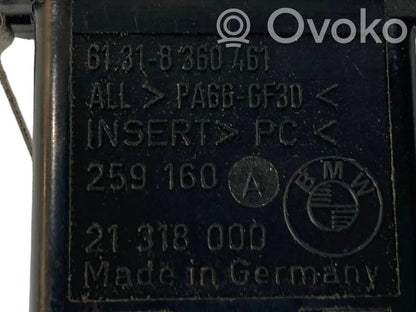 Ovoko
61.31-8 360 461
ALL > PA66-GF30 <
INSERT> PC <
259 160 A
BMW
21 318 000
Made in Germany